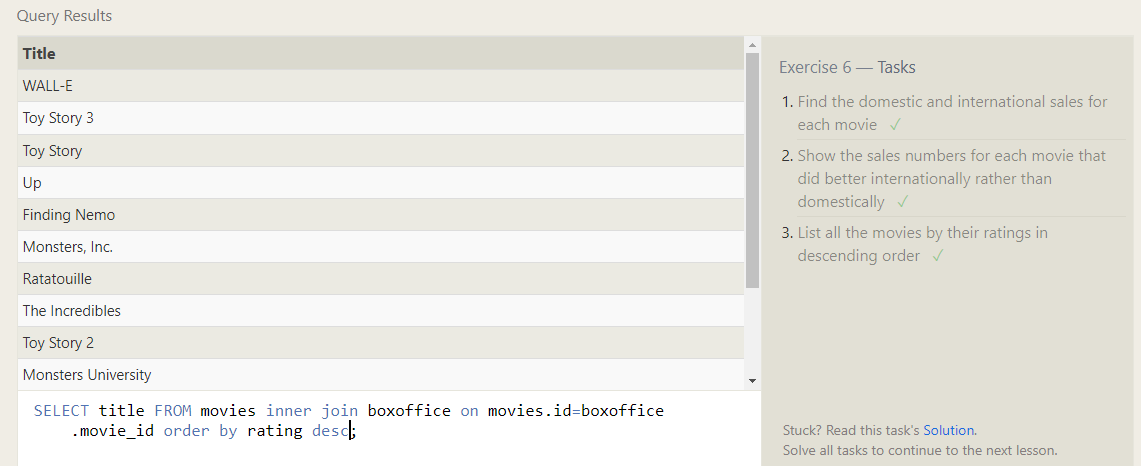 Query Results
Title
WALL-E
Toy Story 3
Toy Story
Up
Finding Nemo
Monsters, Inc.
Ratatouille
The Incredibles
Toy Story 2
Monsters University
SELECT title FROM movies inner join boxoffice on movies.id=boxoffice
.movie_id order by rating desc;
Exercise 6 — Tasks
1. Find the domestic and international sales for
each movie ✓
2. Show the sales numbers for each movie that
did better internationally rather than
domestically ✓
3. List all the movies by their ratings in
descending order ✓
Stuck? Read this task's Solution.
Solve all tasks to continue to the next lesson.